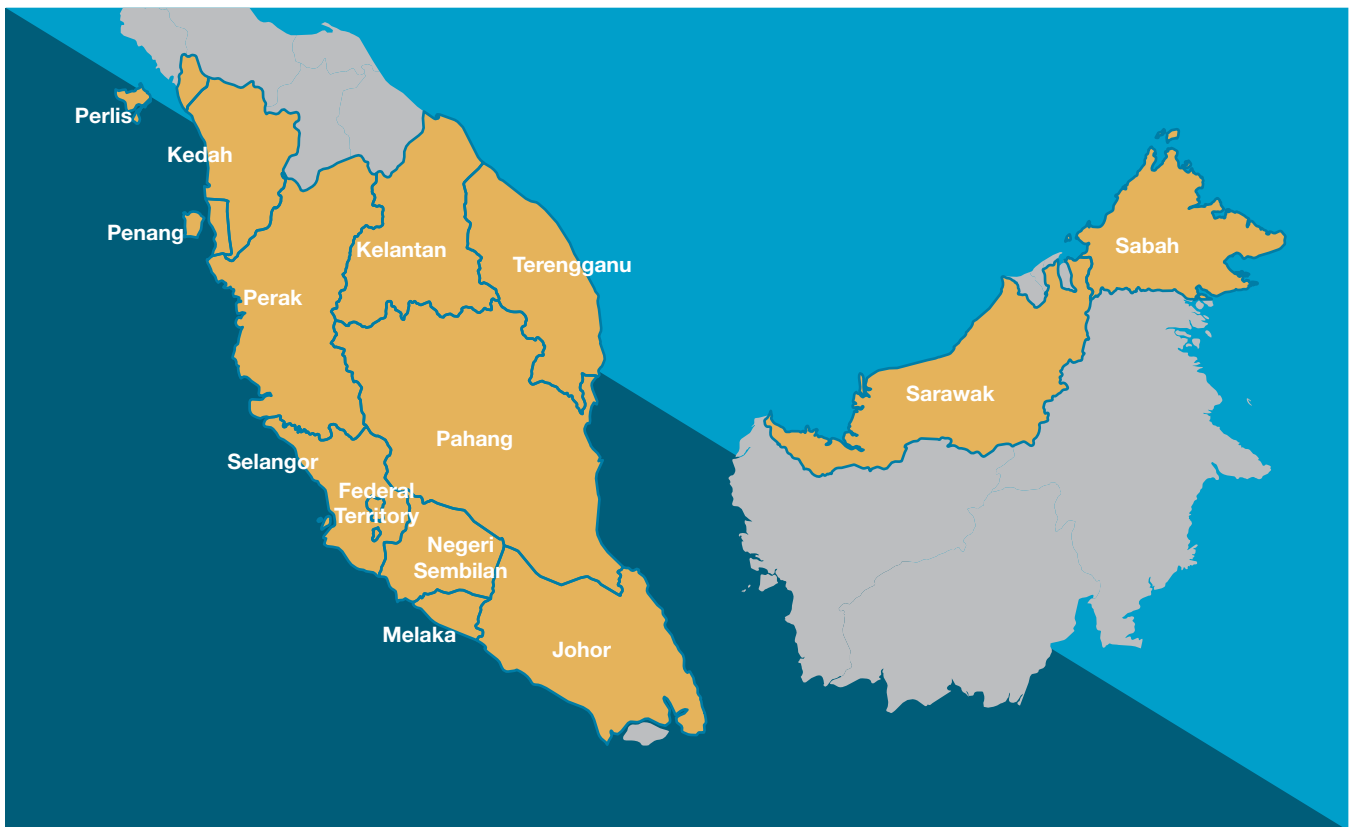 Perlis
Kedah
Penang
Kelantan
Terengganu
Sabah
Perak
Sarawak
Pahang
Selangor
Federal
Territory
Negeri
Sembilan
Melaka
Johor